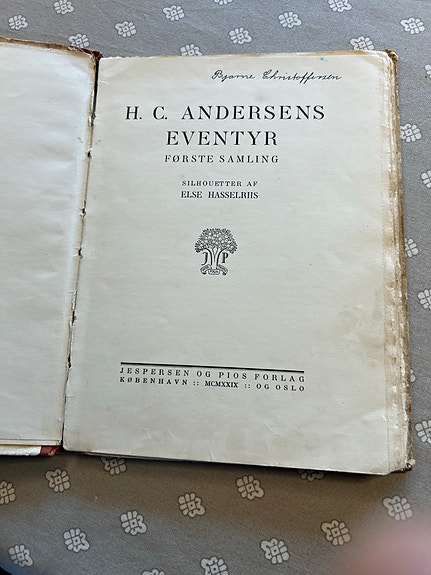 Bjarne Christoffersen
H. C. ANDERSENS
EVENTYR
FØRSTE SAMLING
SILHOUETTER AF
ELSE HASSELRIIS
J P
JESPERSEN OG PIOS FORLAG
KØBENHAVN :: MCMXXIX :: OG OSLO